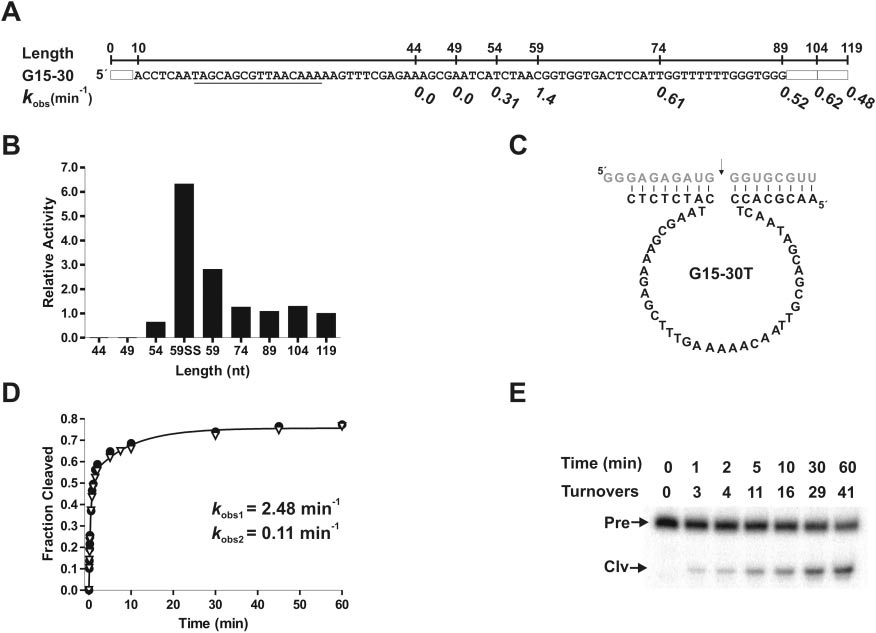 A
Length 0 10 44 49 54 59 74 89 104 119
G15-30 5´ ACCTCAATAGCAGCGTTAACAAAAAGTTTCGAGAAAGCGAATCATCTAACGGTGGTGACTCCATTGGTTTTTTGGGTGGG
kobs(min-1) 0.0 0.0 0.31 1.4 0.61 0.52 0.62 0.48
B
Relative Activity
7.0
6.0
5.0
4.0
3.0
2.0
1.0
0.0
44 49 54 59SS 59 74 89 104 119
Length (nt)
C
5´GGGAGAGAUG GGUGCGUU
CTCTCTAC CCACGCAA5´
TAAGCGAAAGAGCTTTGAAAAACAATTGCGACGATAACT
G15-30T
D
Fraction Cleaved
0.8
0.7
0.6
0.5
0.4
0.3
0.2
0.1
0.0
kobs1 = 2.48 min-1
kobs2 = 0.11 min-1
0 10 20 30 40 50 60
Time (min)
E
Time (min) 0 1 2 5 10 30 60
Turnovers 0 3 4 11 16 29 41
Pre
Clv